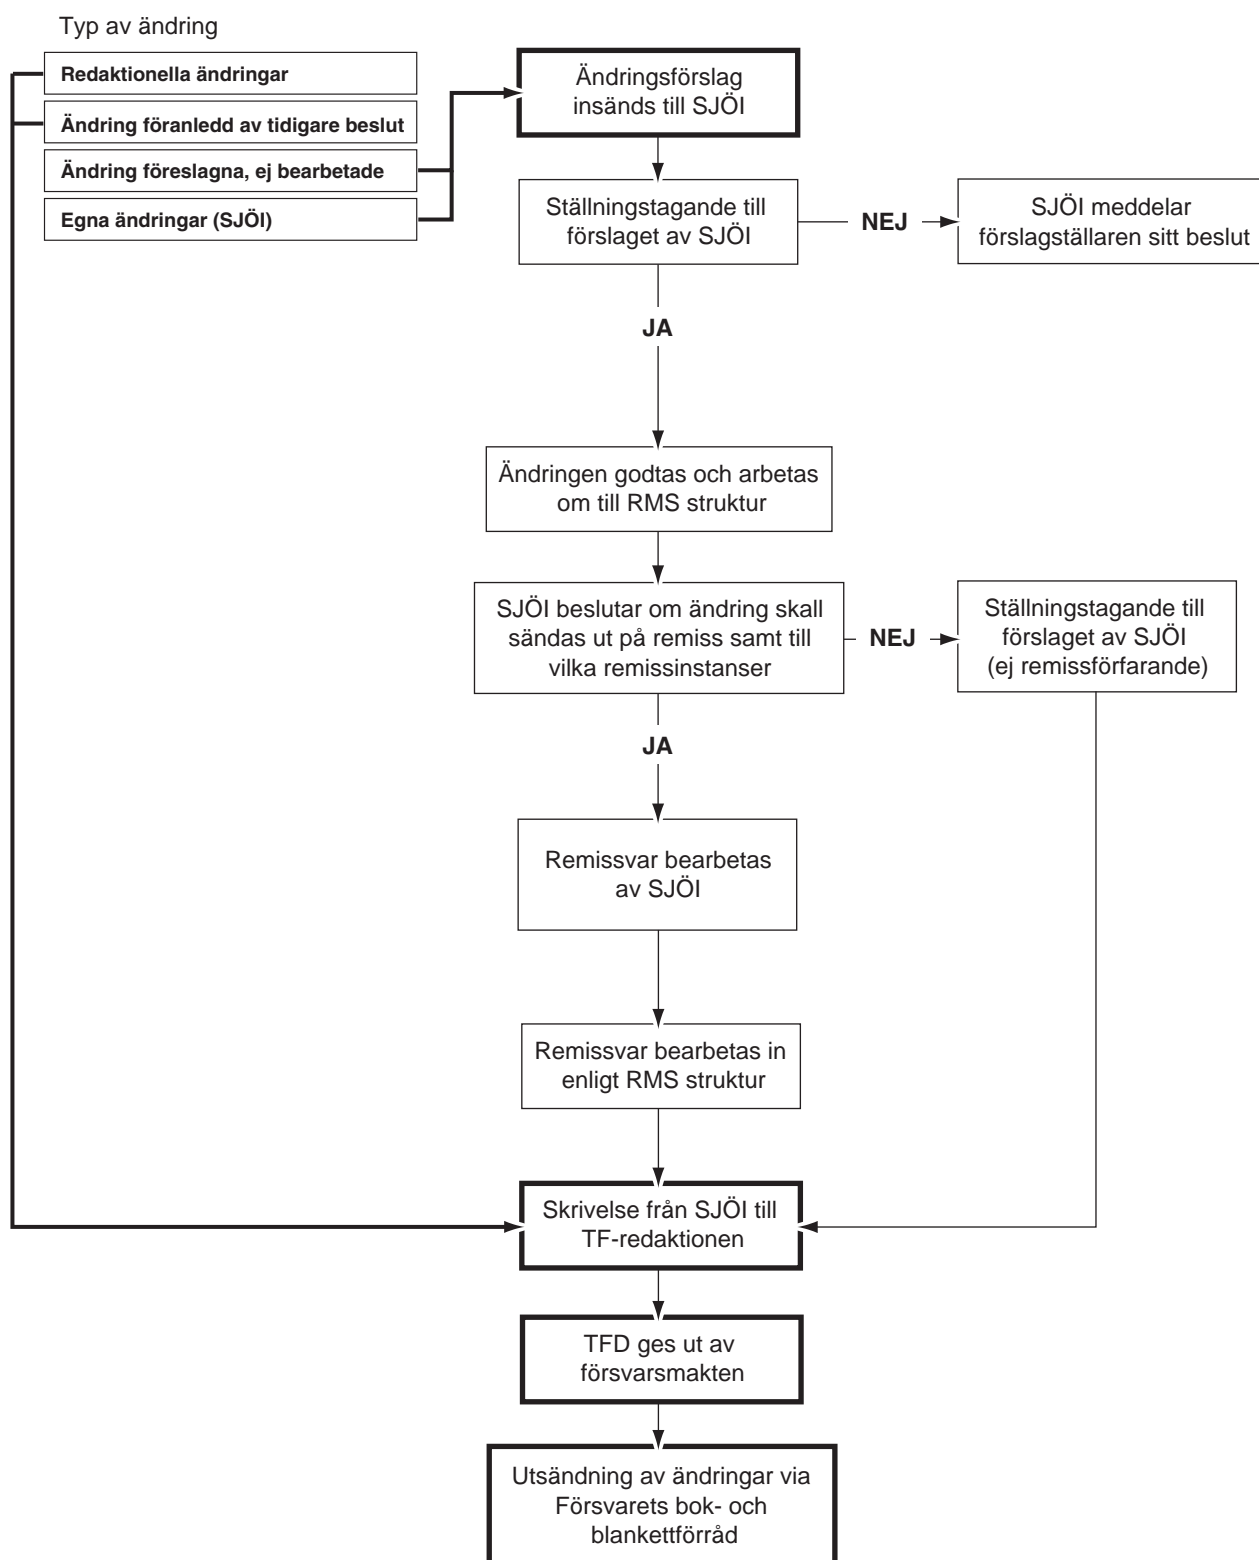 Typ av ändring
Redaktionella ändringar
Ändring föranledd av tidigare beslut
Ändring föreslagna, ej bearbetade
Egna ändringar (SJÖI)
Ändringsförslag
insänds till SJÖI
Ställningstagande till
förslaget av SJÖI
NEJ
SJÖI meddelar
förslagställaren sitt beslut
JA
Ändringen godtas och arbetas
om till RMS struktur
SJÖI beslutar om ändring skall
sändas ut på remiss samt till
vilka remissinstanser
NEJ
Ställningstagande till
förslaget av SJÖI
(ej remissförfarande)
JA
Remissvar bearbetas
av SJÖI
Remissvar bearbetas in
enligt RMS struktur
Skrivelse från SJÖI till
TF-redaktionen
TFD ges ut av
försvarsmakten
Utsändning av ändringar via
Försvarets bok- och
blankettförråd